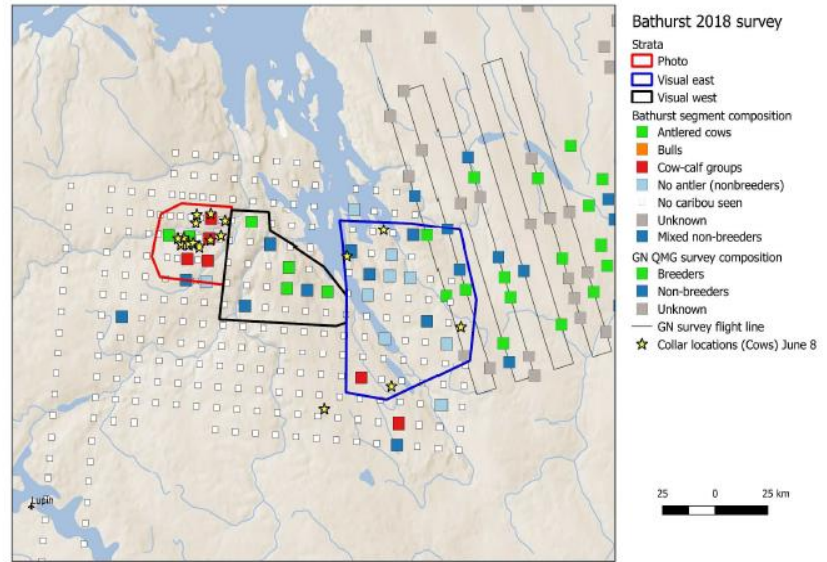 Bathurst 2018 survey
Strata
Photo
Visual east
Visual west
Bathurst segment composition
Antlered cows
Bulls
Cow-calf groups
No antler (nonbreeders)
No caribou seen
Unknown
Mixed non-breeders
GN QMG survey composition
Breeders
Non-breeders
Unknown
GN survey flight line
Collar locations (Cows) June 8
Lupin
25 0 25 km